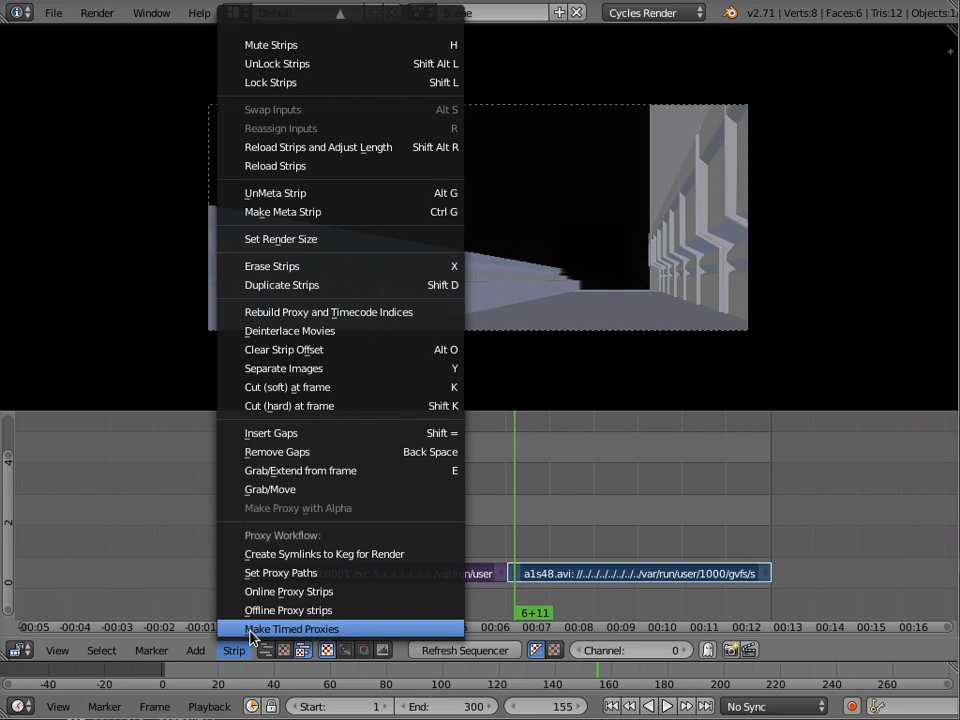 File Render Window Help Default Scene Cycles Render v2.71 | Verts:8 | Faces:6 | Tris:12 | Objects:1/
Mute Strips H
UnLock Strips Shift Alt L
Lock Strips Shift L
Swap Inputs Alt S
Reassign Inputs R
Reload Strips and Adjust Length Shift Alt R
Reload Strips
UnMeta Strip Alt G
Make Meta Strip Ctrl G
Set Render Size
Erase Strips X
Duplicate Strips Shift D
Rebuild Proxy and Timecode Indices
Deinterlace Movies
Clear Strip Offset Alt O
Separate Images Y
Cut (soft) at frame K
Cut (hard) at frame Shift K
Insert Gaps Shift =
Remove Gaps Back Space
Grab/Extend from frame E
Grab/Move
Make Proxy with Alpha
Proxy Workflow:
Create Symlinks to Keg for Render
Set Proxy Paths
Online Proxy Strips
Offline Proxy strips
Make Timed Proxies
4
2
0
/run/user
a1s48.avi: //../../../../../../var/run/user/1000/gvfs/s
6+11
-00:05 -00:04 -00:03 -00:02 -00:01 00:06 00:07 00:08 00:09 00:10 00:11 00:12 00:13 00:14 00:15 00:16
View Select Marker Add Strip Refresh Sequencer Channel: 0
-40 -20 0 20 40 60 80 100 120 140 160 180 200 220 240 260
View Marker Frame Playback Start: 1 End: 300 155 No Sync